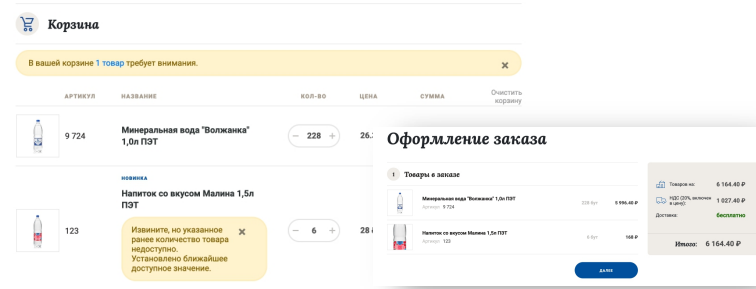 Корзина
В вашей корзине 1 товар требует внимания.
АРТИКУЛ НАЗВАНИЕ КОЛ-ВО ЦЕНА СУММА Очистить
корзину
9 724 Минеральная вода "Волжанка"
1,0л ПЭТ
− 228 + 26.
НОВИНКА
Напиток со вкусом Малина 1,5л
ПЭТ
123
Извините, но указанное
ранее количество товара
недоступно.
Установлено ближайшее
доступное значение.
− 6 + 28
Оформление заказа
1 Товары в заказе
Минеральная вода "Волжанка" 1,0л ПЭТ
Артикул: 9 724
228 бут 5 996.40 ₽
Напиток со вкусом Малина 1,5л ПЭТ
Артикул: 123
6 бут 168 ₽
ДАЛЕЕ
Товаров на: 6 164.40 ₽
НДС (20%, включен
в цену): 1 027.40 ₽
Доставка: бесплатно
Итого: 6 164.40 ₽